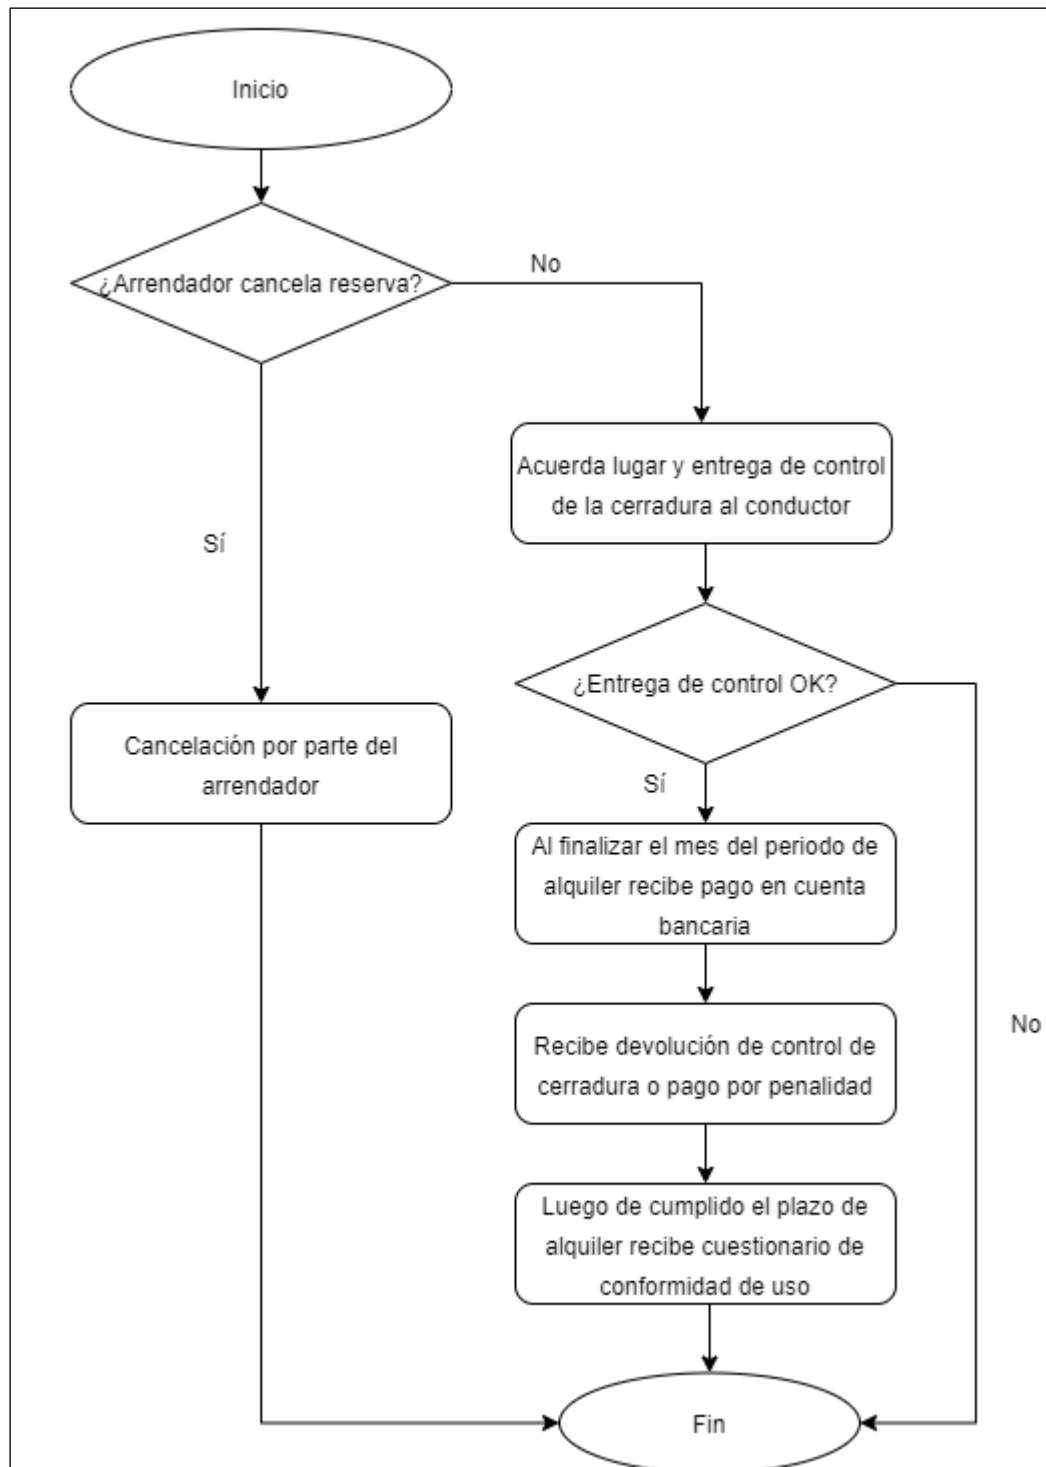 Inicio
¿Arrendador cancela reserva?
No
Acuerda lugar y entrega de control
de la cerradura al conductor
Sí
¿Entrega de control OK?
Cancelación por parte del
arrendador
Sí
Al finalizar el mes del periodo de
alquiler recibe pago en cuenta
bancaria
No
Recibe devolución de control de
cerradura o pago por penalidad
Luego de cumplido el plazo de
alquiler recibe cuestionario de
conformidad de uso
Fin